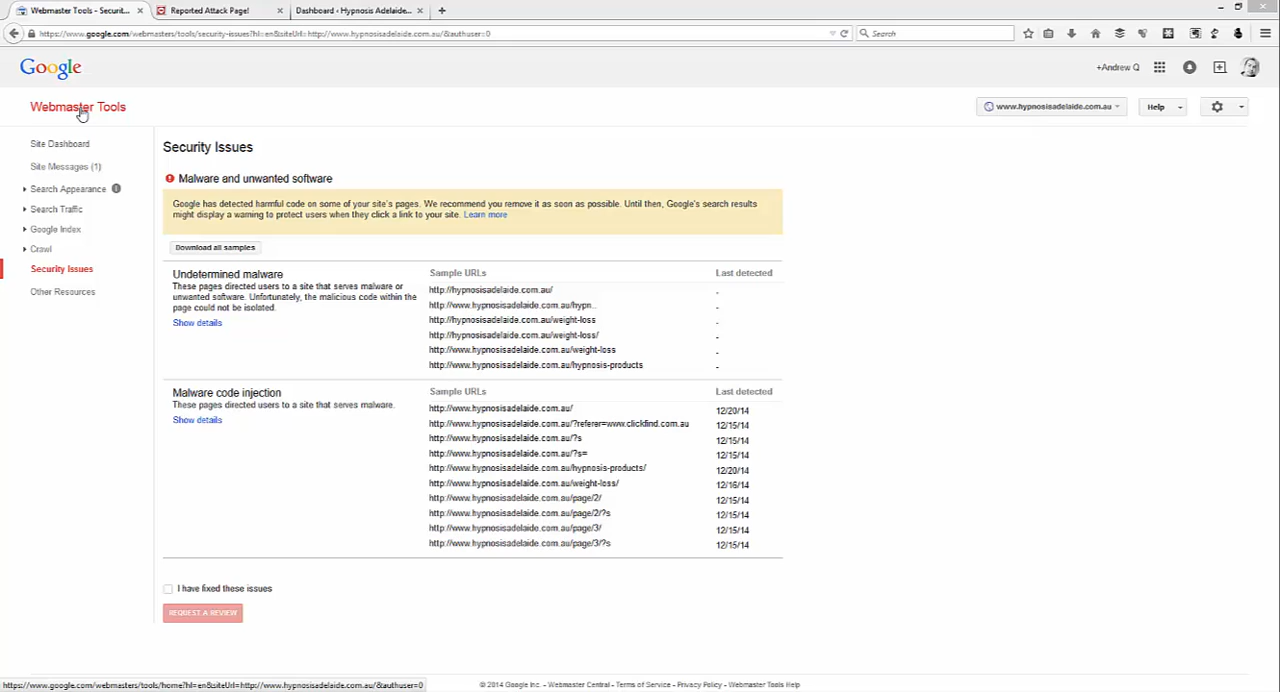 Webmaster Tools - Securit...
Reported Attack Page!
Dashboard ‹ Hypnosis Adelaide...
https://www.google.com/webmasters/tools/security-issues?hl=en&siteUrl=http://www.hypnosisadelaide.com.au/&authuser=0
Search
Google
+Andrew Q
Webmaster Tools
www.hypnosisadelaide.com.au
Help
Site Dashboard
Site Messages (1)
Search Appearance
Search Traffic
Google Index
Crawl
Security Issues
Other Resources
Security Issues
Malware and unwanted software
Google has detected harmful code on some of your site's pages. We recommend you remove it as soon as possible. Until then, Google's search results
might display a warning to protect users when they click a link to your site. Learn more
Download all samples
Undetermined malware
These pages directed users to a site that serves malware or
unwanted software. Unfortunately, the malicious code within the
page could not be isolated.
Show details
Sample URLs Last detected
http://hypnosisadelaide.com.au/ -
http://www.hypnosisadelaide.com.au/hypn... -
http://hypnosisadelaide.com.au/weight-loss -
http://hypnosisadelaide.com.au/weight-loss/ -
http://www.hypnosisadelaide.com.au/weight-loss -
http://www.hypnosisadelaide.com.au/hypnosis-products -
Malware code injection
These pages directed users to a site that serves malware.
Show details
Sample URLs Last detected
http://www.hypnosisadelaide.com.au/ 12/20/14
http://www.hypnosisadelaide.com.au/?referer=www.clickfind.com.au 12/15/14
http://www.hypnosisadelaide.com.au/?s 12/15/14
http://www.hypnosisadelaide.com.au/?s= 12/15/14
http://www.hypnosisadelaide.com.au/hypnosis-products/ 12/20/14
http://www.hypnosisadelaide.com.au/weight-loss/ 12/16/14
http://www.hypnosisadelaide.com.au/page/2/ 12/15/14
http://www.hypnosisadelaide.com.au/page/2/?s 12/15/14
http://www.hypnosisadelaide.com.au/page/3/ 12/15/14
http://www.hypnosisadelaide.com.au/page/3/?s 12/15/14
I have fixed these issues
REQUEST A REVIEW
https://www.google.com/webmasters/tools/home?hl=en&siteUrl=http://www.hypnosisadelaide.com.au/&authuser=0
© 2014 Google Inc. - Webmaster Central - Terms of Service - Privacy Policy - Webmaster Tools Help